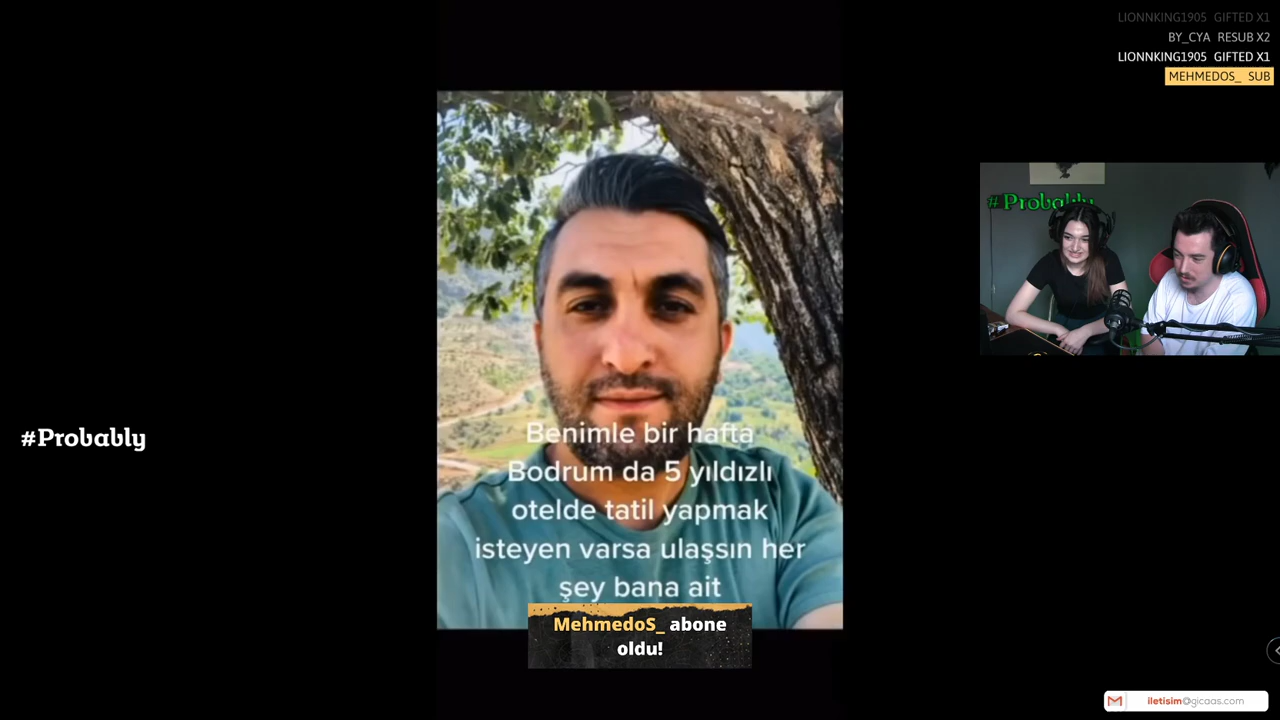 LIONNKING1905 GIFTED X1
BY_CYA RESUB X2
LIONNKING1905 GIFTED X1
MEHMEDOS_ SUB
#Probably
#Probably
Benimle bir hafta
Bodrum da 5 yıldızlı
otelde tatil yapmak
isteyen varsa ulaşsın her
şey bana ait
MehmedoS_ abone
oldu!
iletisim@gicaas.com